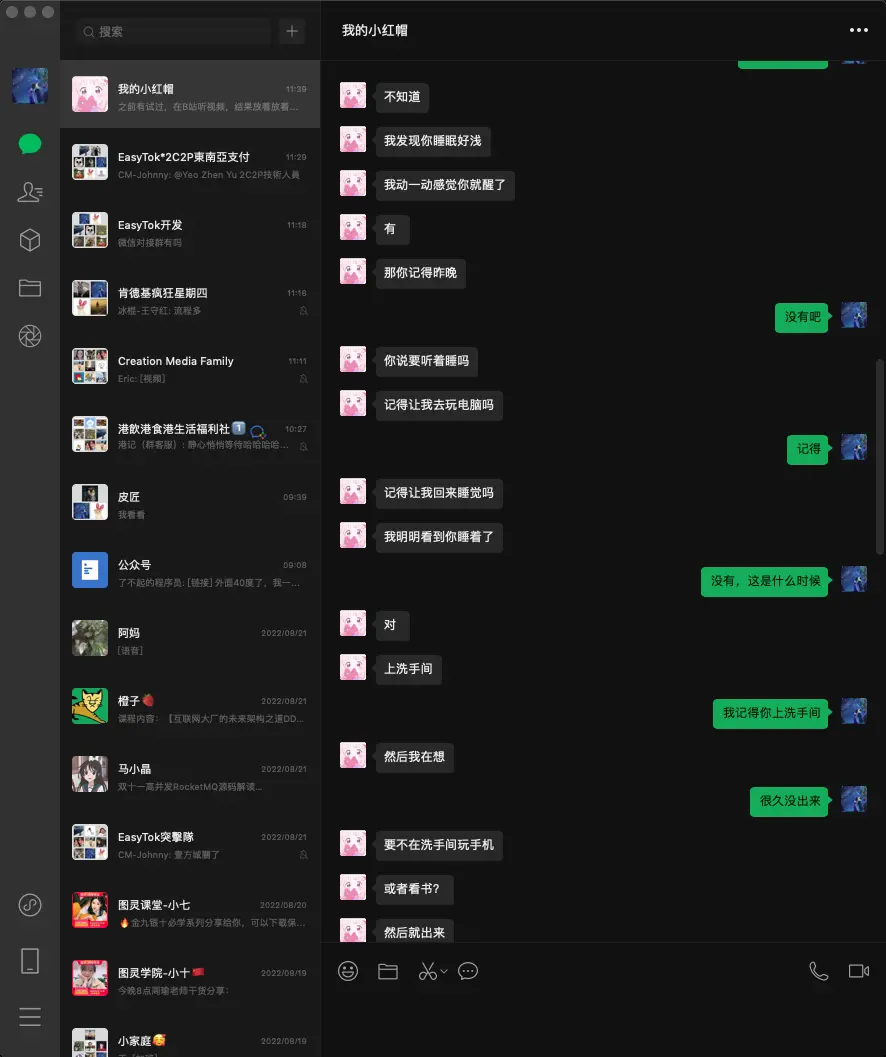 搜索
我的小红帽
11:39
之前有试过，在B站听视频，结果放着放着...
EasyTok*2C2P東南亞支付
11:29
CM-Johnny: @Yeo Zhen Yu 2C2P技術人員
EasyTok开发
11:18
微信对接群有吗
肯德基疯狂星期四
11:16
冰棍-王守红: 流程多
Creation Media Family
11:11
Eric: [视频]
港飲港食港生活福利社1️⃣
10:27
港记（群客服）: 静心悄悄等待哈哈哈哈...
皮匠
09:39
我看看
公众号
09:08
了不起的程序员: [链接] 外面40度了，我一...
阿妈
2022/08/21
[语音]
橙子🍓
2022/08/21
课程内容：【互联网大厂的未来架构之道DD...
马小晶
2022/08/21
双十一高并发RocketMQ源码解读...
EasyTok突擊隊
2022/08/21
CM-Johnny: 壹方城關了
图灵课堂-小七
2022/08/20
🔥金九银十必学系列分享给你，可以下载保...
图灵学院-小十
2022/08/19
今晚8点周瑜老师干货分享：
小家庭🥰
2022/08/19
我的小红帽
不知道
我发现你睡眠好浅
我动一动感觉你就醒了
有
那你记得昨晚
没有吧
你说要听着睡吗
记得让我去玩电脑吗
记得
记得让我回来睡觉吗
我明明看到你睡着了
没有，这是什么时候
对
上洗手间
我记得你上洗手间
然后我在想
很久没出来
要不在洗手间玩手机
或者看书？
然后就出来